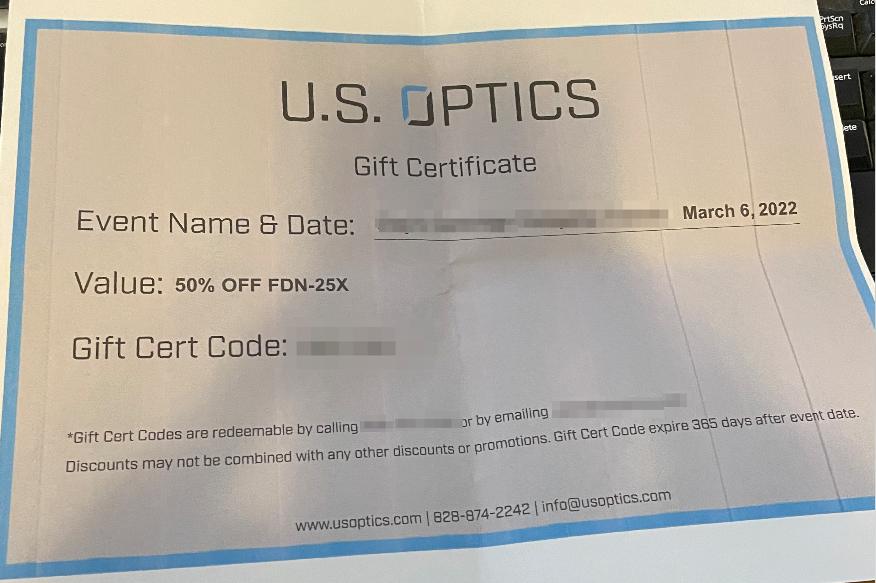 U.S. OPTICS
Gift Certificate
Event Name & Date: March 6, 2022
Value: 50% OFF FDN-25X
Gift Cert Code:
*Gift Cert Codes are redeemable by calling or by emailing
Discounts may not be combined with any other discounts or promotions. Gift Cert Code expire 365 days after event date.
www.usoptics.com | 828-874-2242 | info@usoptics.com
PrtScn
SysRq